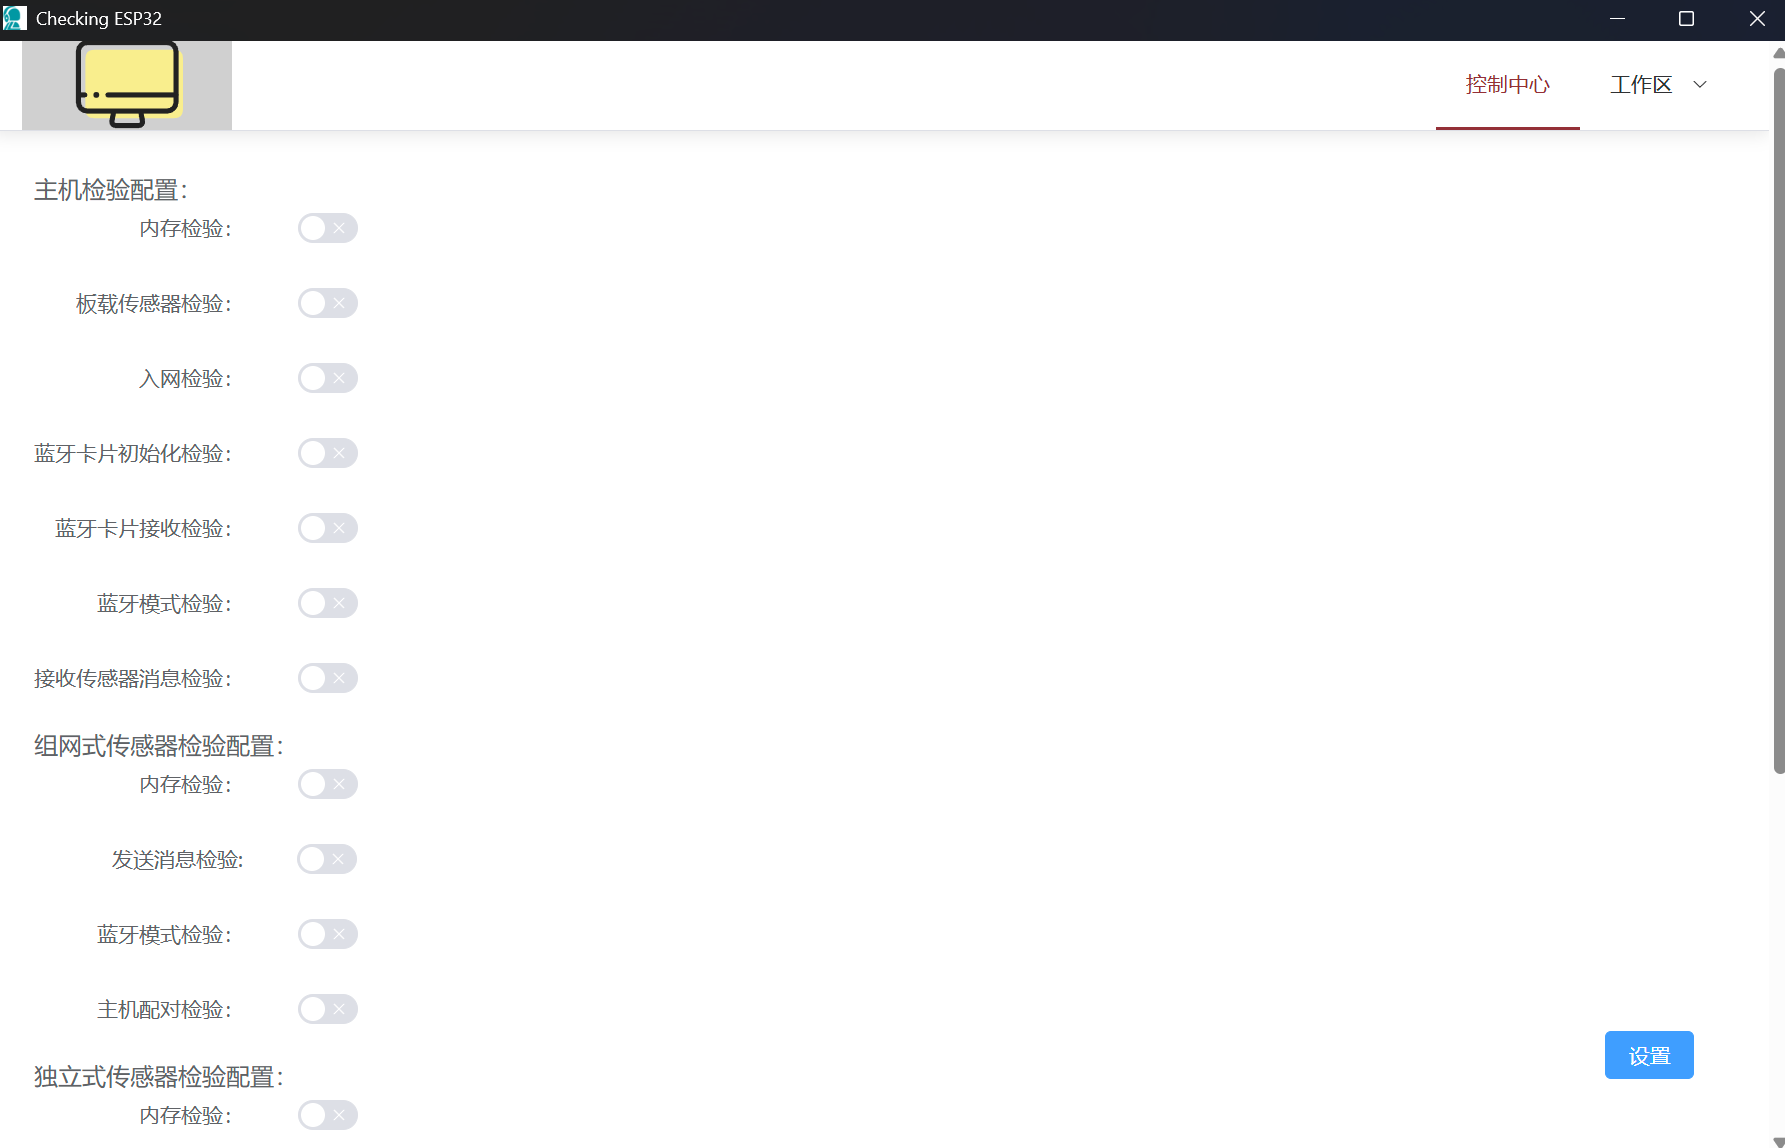 Checking ESP32
控制中心
工作区
主机检验配置：
内存检验：
板载传感器检验：
入网检验：
蓝牙卡片初始化检验：
蓝牙卡片接收检验：
蓝牙模式检验：
接收传感器消息检验：
组网式传感器检验配置：
内存检验：
发送消息检验:
蓝牙模式检验：
主机配对检验：
设置
独立式传感器检验配置：
内存检验：